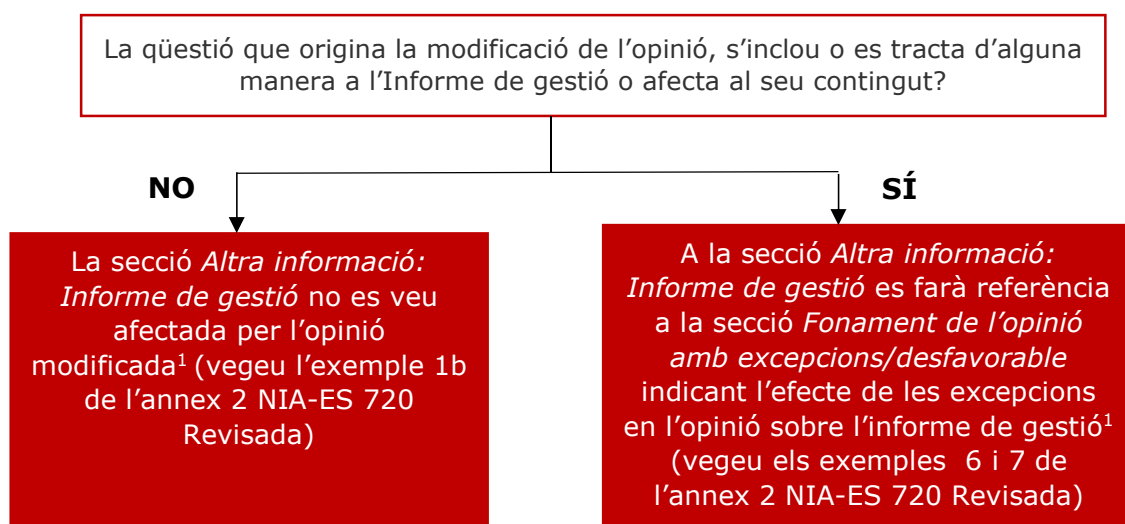 La qüestió que origina la modificació de l’opinió, s’inclou o es tracta d’alguna
manera a l’Informe de gestió o afecta al seu contingut?
NO
SÍ
La secció Altra informació:
Informe de gestió no es veu
afectada per l’opinió
modificada¹ (vegeu l’exemple 1b
de l’annex 2 NIA-ES 720
Revisada)
A la secció Altra informació:
Informe de gestió es farà referència
a la secció Fonament de l’opinió
amb excepcions/desfavorable
indicant l’efecte de les excepcions
en l’opinió sobre l’informe de gestió¹
(vegeu els exemples 6 i 7 de
l’annex 2 NIA-ES 720 Revisada)